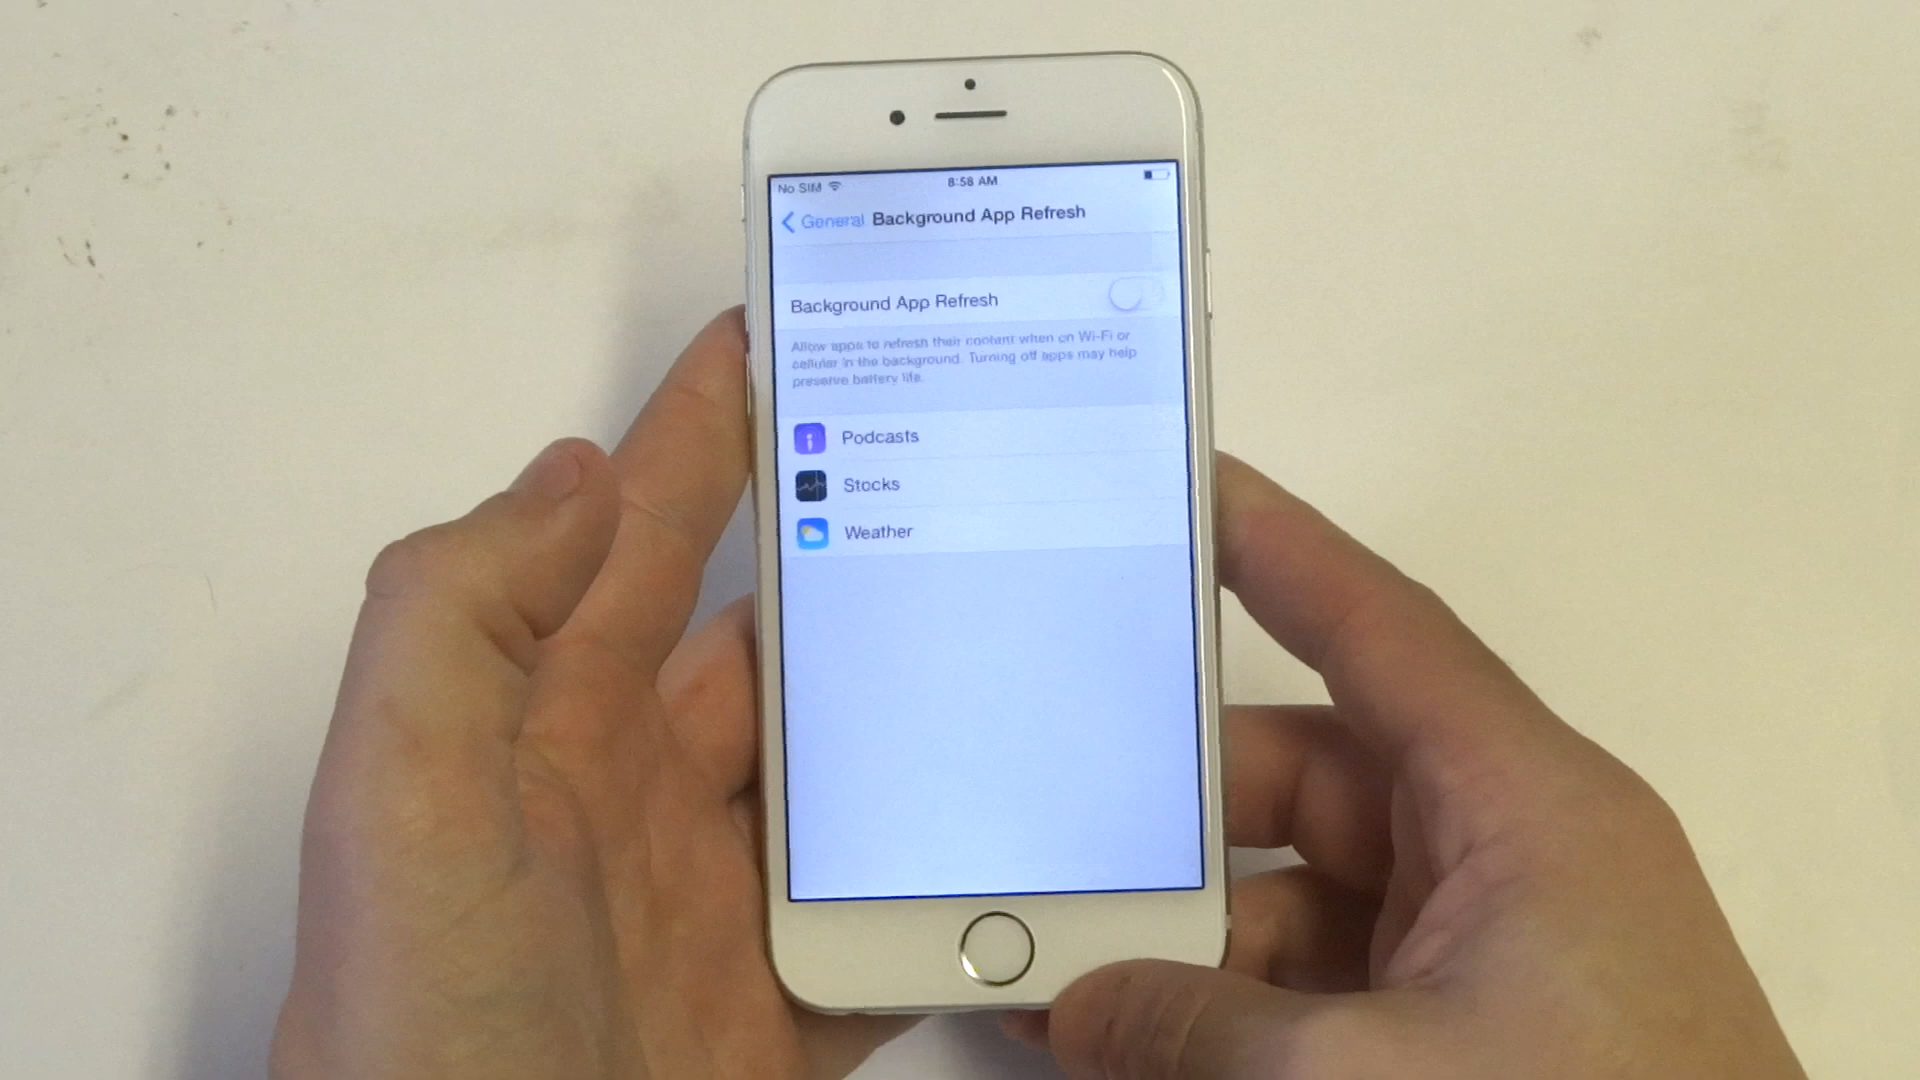 No SIM 8:58 AM
General Background App Refresh
Background App Refresh
Allow apps to refresh their content when on Wi-Fi or
cellular in the background. Turning off apps may help
preserve battery life.
Podcasts
Stocks
Weather